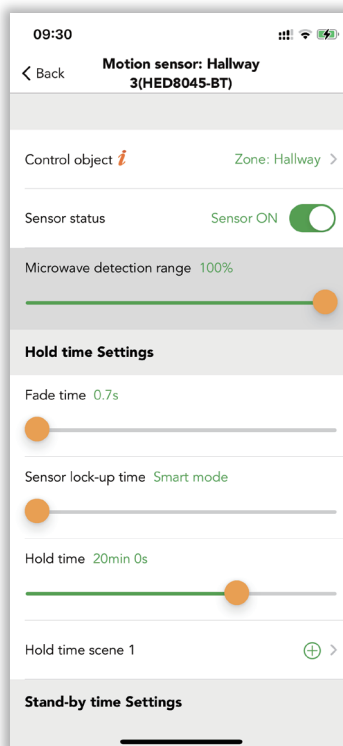 09:30
Back
Motion sensor: Hallway
3(HED8045-BT)
Control object i Zone: Hallway
Sensor status Sensor ON
Microwave detection range 100%
Hold time Settings
Fade time 0.7s
Sensor lock-up time Smart mode
Hold time 20min 0s
Hold time scene 1
Stand-by time Settings